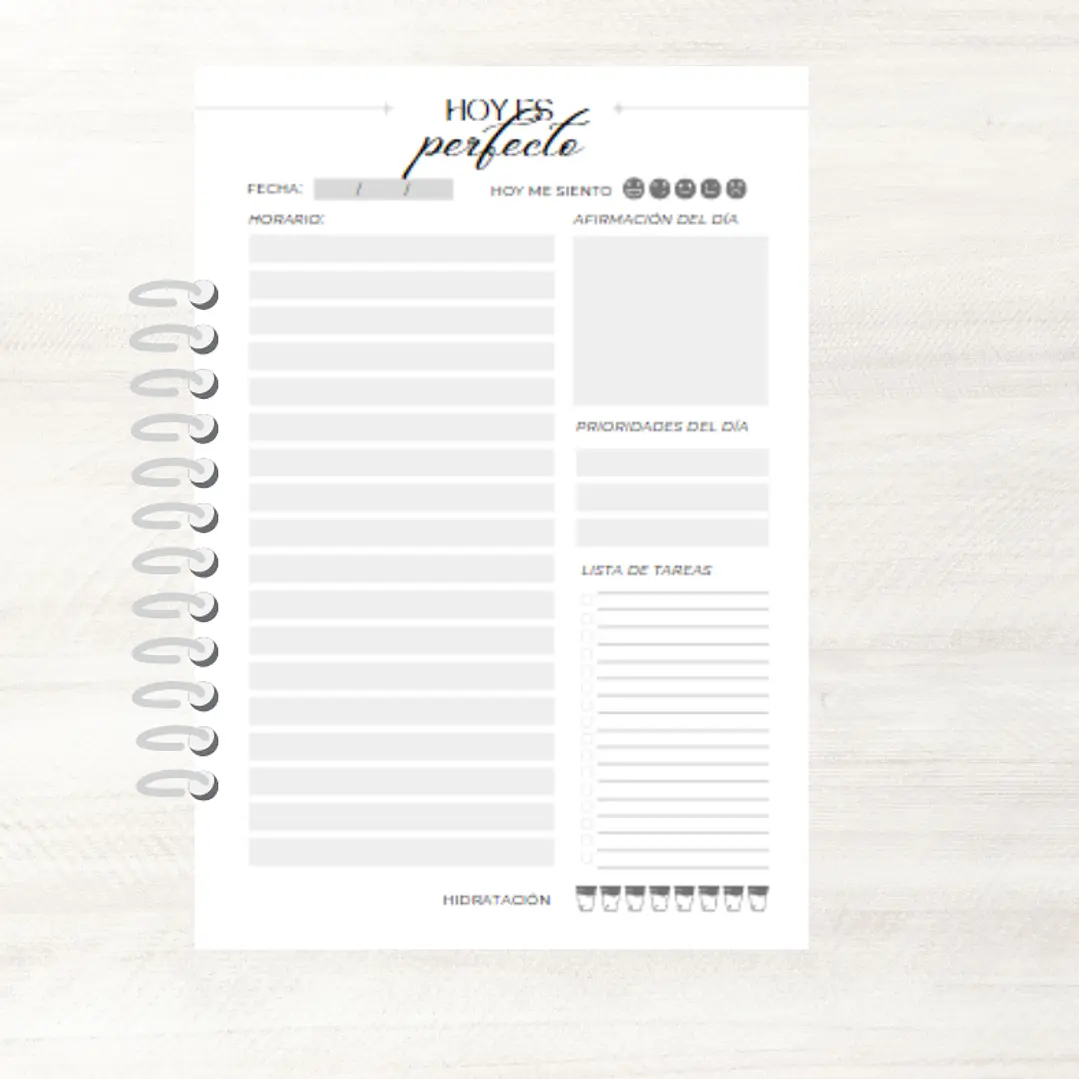 HOY ES
perfecto
FECHA: / /
HOY ME SIENTO
HORARIO:
AFIRMACIÓN DEL DÍA
PRIORIDADES DEL DÍA
LISTA DE TAREAS
HIDRATACIÓN